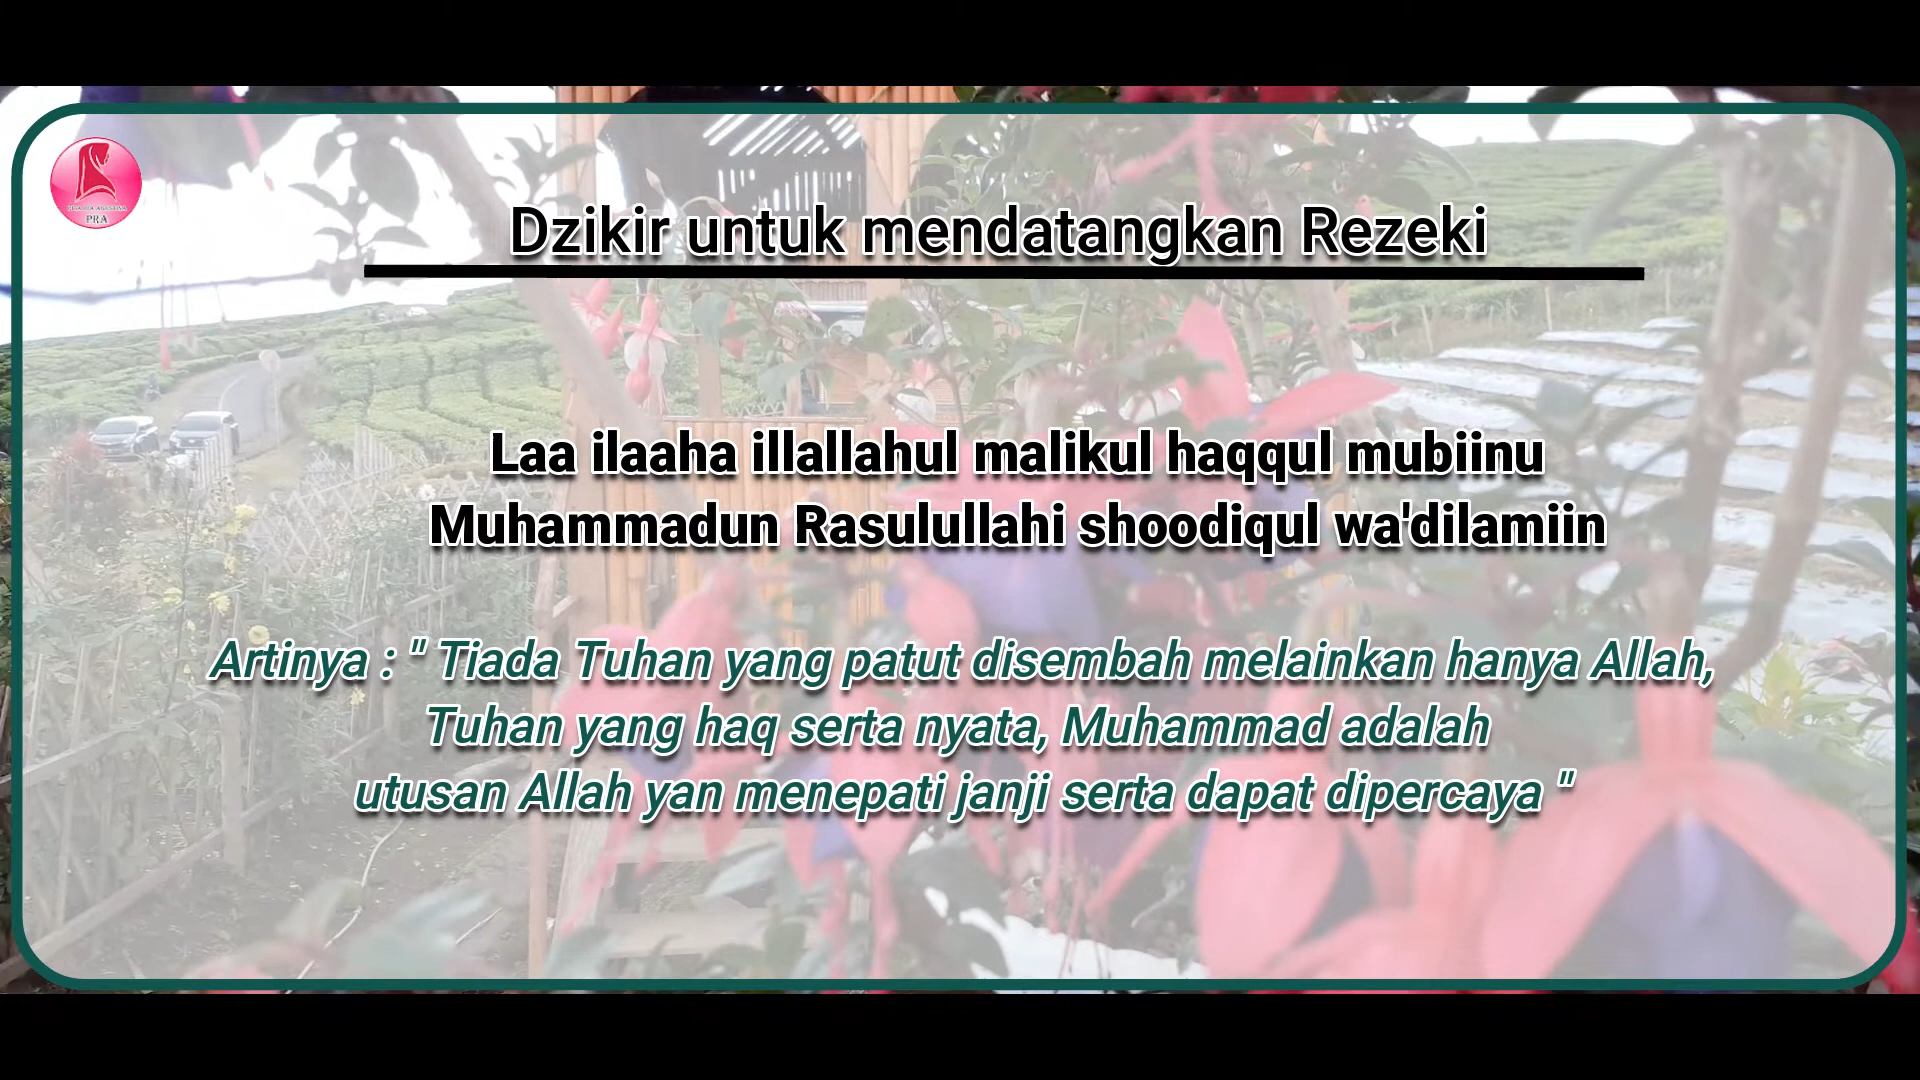 PRA
Dzikir untuk mendatangkan Rezeki
Laa ilaaha illallahul malikul haqqul mubiinu
Muhammadun Rasulullahi shoodiqul wa'dilamiin
Artinya : " Tiada Tuhan yang patut disembah melainkan hanya Allah,
Tuhan yang haq serta nyata, Muhammad adalah
utusan Allah yan menepati janji serta dapat dipercaya "